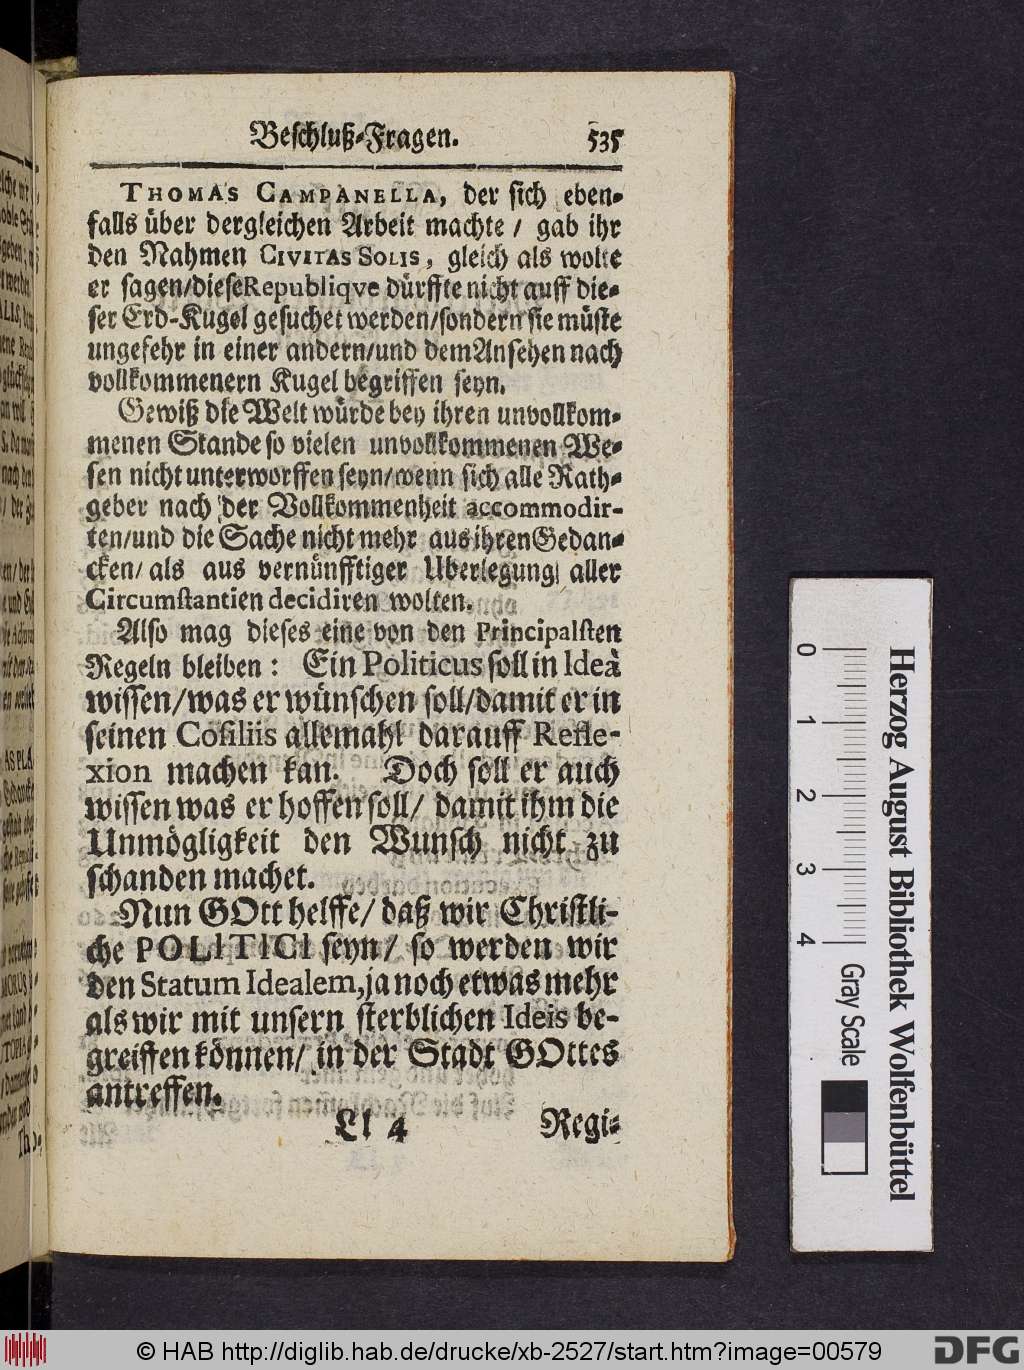 Beschluß-Fragen. 535
THOMAS CAMPANELLA, der sich eben-
falls über dergleichen Arbeit machte / gab ihr
den Nahmen CIVITAS SOLIS, gleich als wolte
er sagen/diese Republiqve dürffte nicht auff die-
ser Erd-Kugel gesuchet werden/sondern sie müste
ungefehr in einer andern/und dem Ansehen nach
vollkommenern Kugel begriffen seyn.
Gewiß die Welt würde bey ihren unvollkom-
menen Stande so vielen unvollkommenen We-
sen nicht unterworffen seyn/wenn sich alle Rath-
geber nach der Vollkommenheit accommodir-
ten/und die Sache nicht mehr aus ihren Gedan-
cken/ als aus vernünfftiger Uberlegung aller
Circumstantien decidiren wolten.
Also mag dieses eine von den Principalsten
Regeln bleiben: Ein Politicus soll in Ideâ
wissen/was er wünschen soll/damit er in
seinen Cosiliis allemahl darauff Refle-
xion machen kan. Doch soll er auch
wissen was er hoffen soll/ damit ihm die
Unmögligkeit den Wunsch nicht zu
schanden machet.
Nun GOtt helffe/ daß wir Christli-
che POLITICI seyn/ so werden wir
den Statum Idealem, ja noch etwas mehr
als wir mit unsern sterblichen Ideis be-
greiffen können/ in der Stadt GOttes
antreffen.
Ll 4 Regi-
0 1 2 3 4 Gray Scale
Herzog August Bibliothek Wolfenbüttel
© HAB http://diglib.hab.de/drucke/xb-2527/start.htm?image=00579
DFG